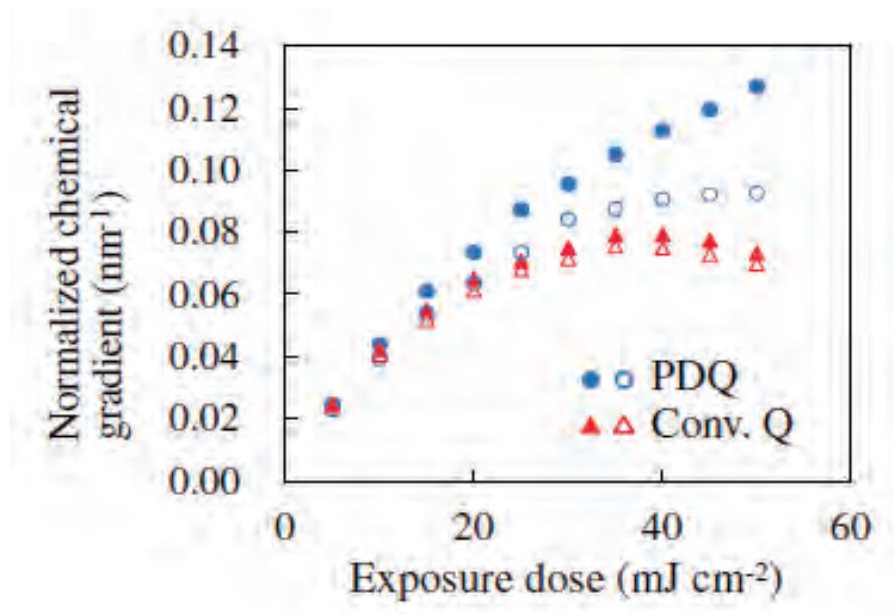 Normalized chemical
gradient (nm-1)
0.14
0.12
0.10
0.08
0.06
0.04
0.02
0.00
PDQ
Conv. Q
0
20
40
60
Exposure dose (mJ cm-2)